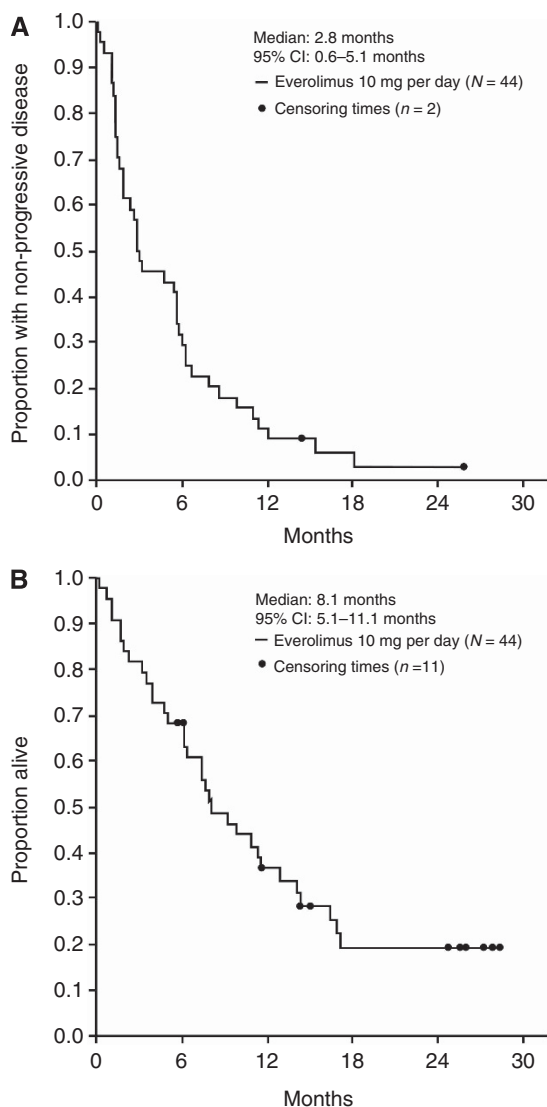 A
Median: 2.8 months
95% CI: 0.6–5.1 months
Everolimus 10 mg per day (N = 44)
Censoring times (n = 2)
Proportion with non-progressive disease
1.0
0.9
0.8
0.7
0.6
0.5
0.4
0.3
0.2
0.1
0.0
0 6 12 18 24 30
Months
B
Median: 8.1 months
95% CI: 5.1–11.1 months
Everolimus 10 mg per day (N = 44)
Censoring times (n =11)
Proportion alive
1.0
0.9
0.8
0.7
0.6
0.5
0.4
0.3
0.2
0.1
0.0
0 6 12 18 24 30
Months